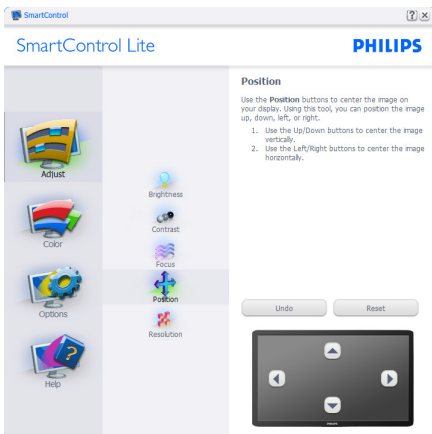 SmartControl
SmartControl Lite
PHILIPS
Adjust
Color
Options
Help
Brightness
Contrast
Focus
Position
Resolution
Position
Use the Position buttons to center the image on
your display. Using this tool, you can position the image
up, down, left, or right.
1. Use the Up/Down buttons to center the image
vertically.
2. Use the Left/Right buttons to center the image
horizontally.
Undo
Reset
PHILIPS